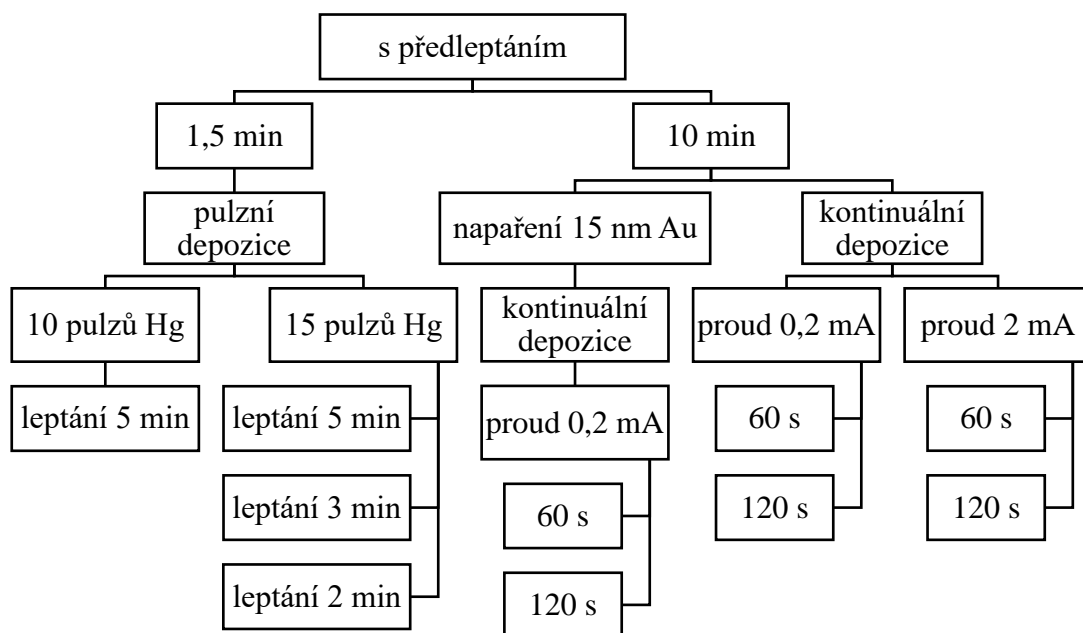 s předleptáním
1,5 min
10 min
pulzní
depozice
napaření 15 nm Au
kontinuální
depozice
10 pulzů Hg
15 pulzů Hg
kontinuální
depozice
proud 0,2 mA
proud 2 mA
leptání 5 min
leptání 5 min
proud 0,2 mA
60 s
60 s
leptání 3 min
60 s
120 s
120 s
leptání 2 min
120 s